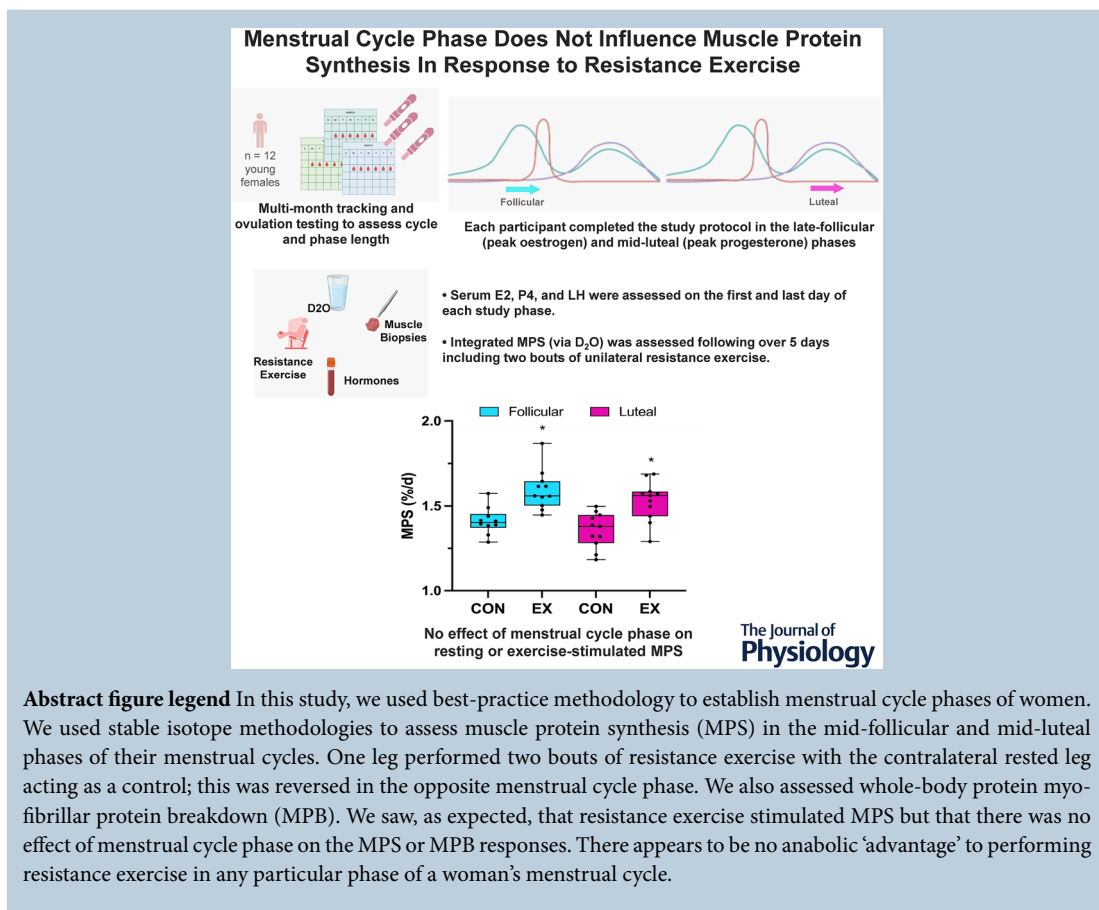 Menstrual Cycle Phase Does Not Influence Muscle Protein
Synthesis In Response to Resistance Exercise
n = 12
young
females
Multi-month tracking and
ovulation testing to assess cycle
and phase length
Follicular
Luteal
Each participant completed the study protocol in the late-follicular
(peak oestrogen) and mid-luteal (peak progesterone) phases
D2O
Muscle
Biopsies
Resistance
Exercise
Hormones
• Serum E2, P4, and LH were assessed on the first and last day of
each study phase.
• Integrated MPS (via D₂O) was assessed following over 5 days
including two bouts of unilateral resistance exercise.
Follicular
Luteal
MPS (%/d)
2.0
*
*
1.5
1.0
CON
EX
CON
EX
No effect of menstrual cycle phase on
resting or exercise-stimulated MPS
The Journal of
Physiology
Abstract figure legend In this study, we used best-practice methodology to establish menstrual cycle phases of women.
We used stable isotope methodologies to assess muscle protein synthesis (MPS) in the mid-follicular and mid-luteal
phases of their menstrual cycles. One leg performed two bouts of resistance exercise with the contralateral rested leg
acting as a control; this was reversed in the opposite menstrual cycle phase. We also assessed whole-body protein myo-
fibrillar protein breakdown (MPB). We saw, as expected, that resistance exercise stimulated MPS but that there was no
effect of menstrual cycle phase on the MPS or MPB responses. There appears to be no anabolic ‘advantage’ to performing
resistance exercise in any particular phase of a woman’s menstrual cycle.